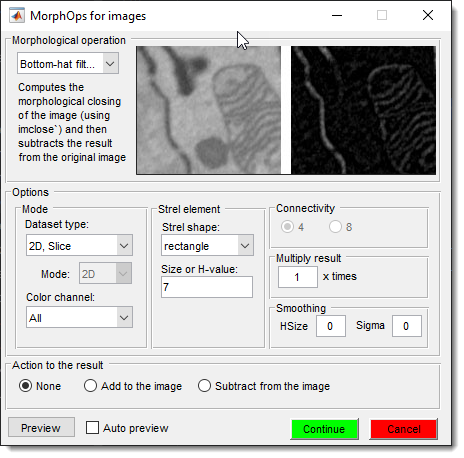 MorphOps for images
Morphological operation
Bottom-hat filt...
Computes the
morphological closing
of the image (using
imclose`) and then
subtracts the result
from the original image
Options
Mode
Dataset type:
2D, Slice
Mode: 2D
Color channel:
All
Strel element
Strel shape:
rectangle
Size or H-value:
7
Connectivity
4 8
Multiply result
1 x times
Smoothing
HSize 0 Sigma 0
Action to the result
None Add to the image Subtract from the image
Preview Auto preview Continue Cancel